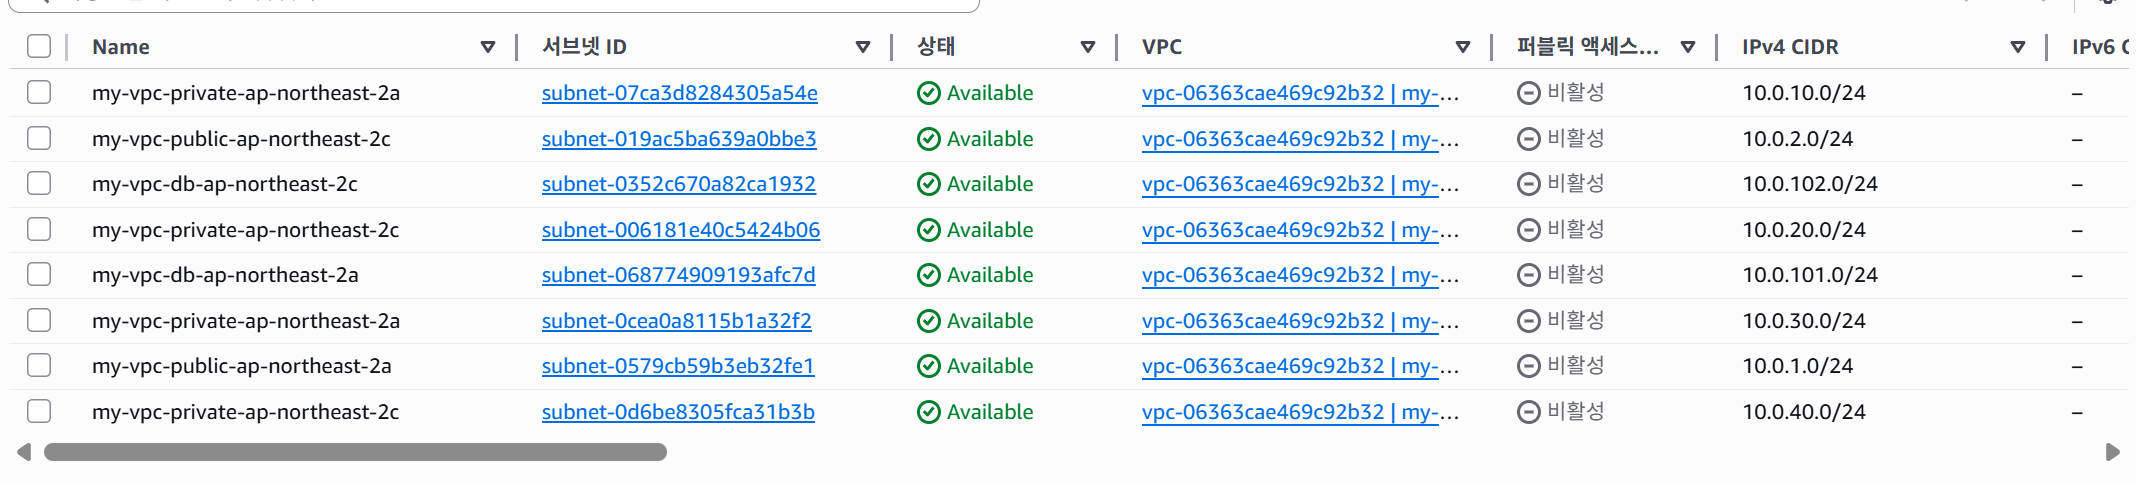 Name 서브넷 ID 상태 VPC 퍼블릭 액세스... IPv4 CIDR IPv6 C
my-vpc-private-ap-northeast-2a subnet-07ca3d8284305a54e Available vpc-06363cae469c92b32 | my-... 비활성 10.0.10.0/24 –
my-vpc-public-ap-northeast-2c subnet-019ac5ba639a0bbe3 Available vpc-06363cae469c92b32 | my-... 비활성 10.0.2.0/24 –
my-vpc-db-ap-northeast-2c subnet-0352c670a82ca1932 Available vpc-06363cae469c92b32 | my-... 비활성 10.0.102.0/24 –
my-vpc-private-ap-northeast-2c subnet-006181e40c5424b06 Available vpc-06363cae469c92b32 | my-... 비활성 10.0.20.0/24 –
my-vpc-db-ap-northeast-2a subnet-068774909193afc7d Available vpc-06363cae469c92b32 | my-... 비활성 10.0.101.0/24 –
my-vpc-private-ap-northeast-2a subnet-0cea0a8115b1a32f2 Available vpc-06363cae469c92b32 | my-... 비활성 10.0.30.0/24 –
my-vpc-public-ap-northeast-2a subnet-0579cb59b3eb32fe1 Available vpc-06363cae469c92b32 | my-... 비활성 10.0.1.0/24 –
my-vpc-private-ap-northeast-2c subnet-0d6be8305fca31b3b Available vpc-06363cae469c92b32 | my-... 비활성 10.0.40.0/24 –